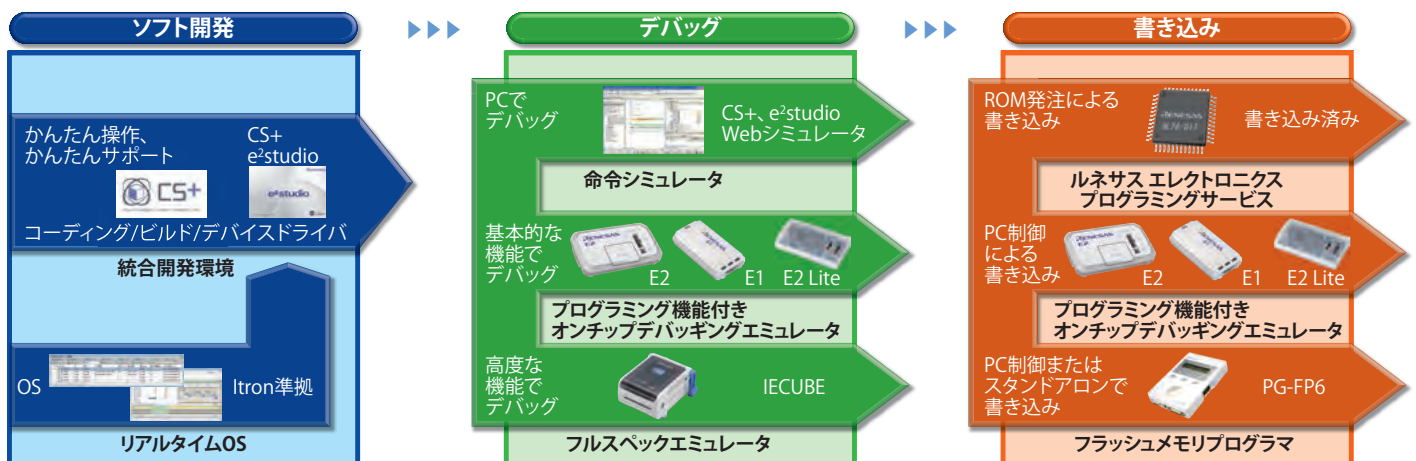 ソフト開発
かんたん操作、
かんたんサポート
CS+
e²studio
CS+
e²studio
コーディング/ビルド/デバイスドライバ
統合開発環境
OS
Itron準拠
リアルタイムOS
デバッグ
PCで
デバッグ
CS+、e²studio
Webシミュレータ
命令シミュレータ
基本的な
機能で
デバッグ
E2
E1
E2 Lite
プログラミング機能付き
オンチップデバッギングエミュレータ
高度な
機能で
デバッグ
IECUBE
フルスペックエミュレータ
書き込み
ROM発注による
書き込み
RENESAS
書き込み済み
ルネサス エレクトロニクス
プログラミングサービス
PC制御
による
書き込み
E2
E1
E2 Lite
プログラミング機能付き
オンチップデバッギングエミュレータ
PC制御または
スタンドアロンで
書き込み
PG-FP6
フラッシュメモリプログラマ